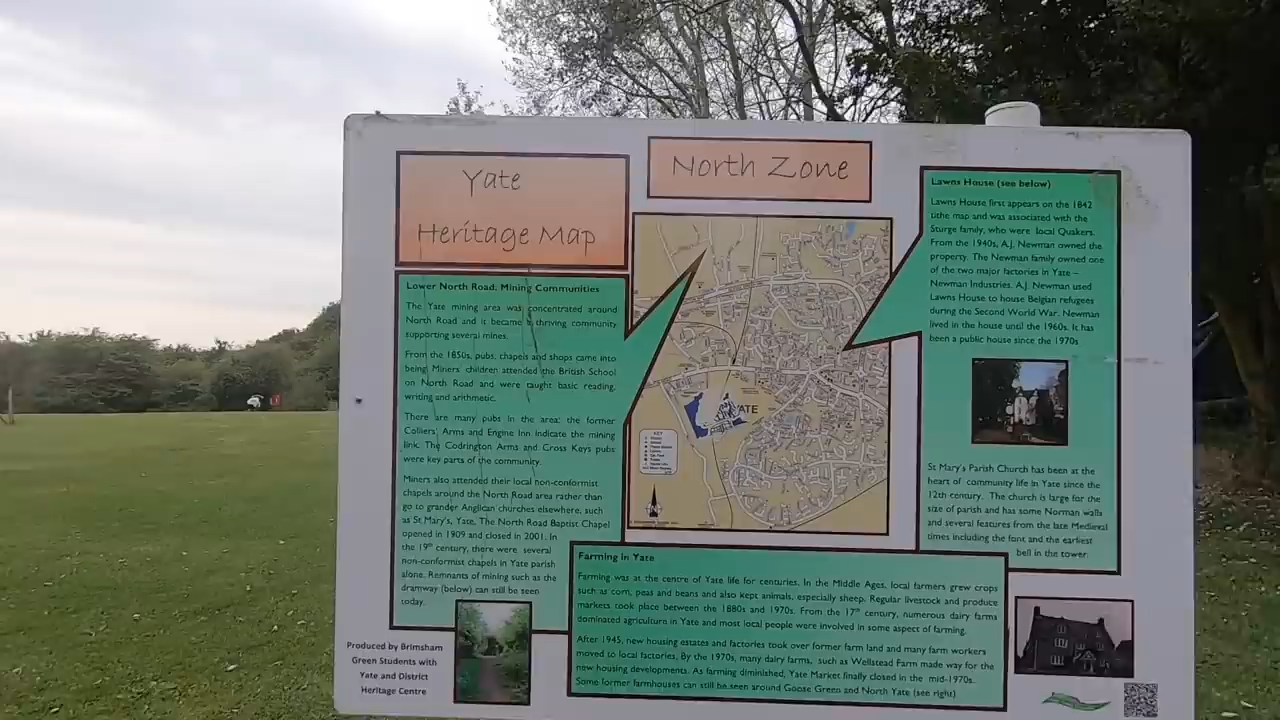 Yate
Heritage Map
North Zone
Lower North Road: Mining Communities
The Yate mining area was concentrated around
North Road and it became a thriving community
supporting several mines.
From the 1850s, pubs, chapels and shops came into
being. Miners' children attended the British School
on North Road and were taught basic reading,
writing and arithmetic.
There are many pubs in the area: the former
Colliers' Arms and Engine Inn indicate the mining
link. The Codrington Arms and Cross Keys pubs
were key parts of the community.
Miners also attended their local non-conformist
chapels around the North Road area rather than
go to grander Anglican churches elsewhere, such
as St Mary's, Yate. The North Road Baptist Chapel
opened in 1909 and closed in 2001. In
the 19th century, there were several
non-conformist chapels in Yate parish
alone. Remnants of mining such as the
dramway (below) can still be seen
today.
Produced by Brimsham
Green Students with
Yate and District
Heritage Centre
YATE
KEY
N
Farming in Yate
Farming was at the centre of Yate life for centuries. In the Middle Ages, local farmers grew crops
such as corn, peas and beans and also kept animals, especially sheep. Regular livestock and produce
markets took place between the 1880s and 1970s. From the 17th century, numerous dairy farms
dominated agriculture in Yate and most local people were involved in some aspect of farming.
After 1945, new housing estates and factories took over former farm land and many farm workers
moved to local factories. By the 1970s, many dairy farms, such as Wellstead Farm made way for the
new housing developments. As farming diminished, Yate Market finally closed in the mid-1970s.
Some former farmhouses can still be seen around Goose Green and North Yate (see right)
Lawns House (see below)
Lawns House first appears on the 1842
tithe map and was associated with the
Sturge family, who were local Quakers.
From the 1940s, A.J. Newman owned the
property. The Newman family owned one
of the two major factories in Yate –
Newman Industries. A.J. Newman used
Lawns House to house Belgian refugees
during the Second World War. Newman
lived in the house until the 1960s. It has
been a public house since the 1970s
St Mary's Parish Church has been at the
heart of community life in Yate since the
12th century. The church is large for the
size of parish and has some Norman walls
and several features from the late Medieval
times including the font and the earliest
bell in the tower.